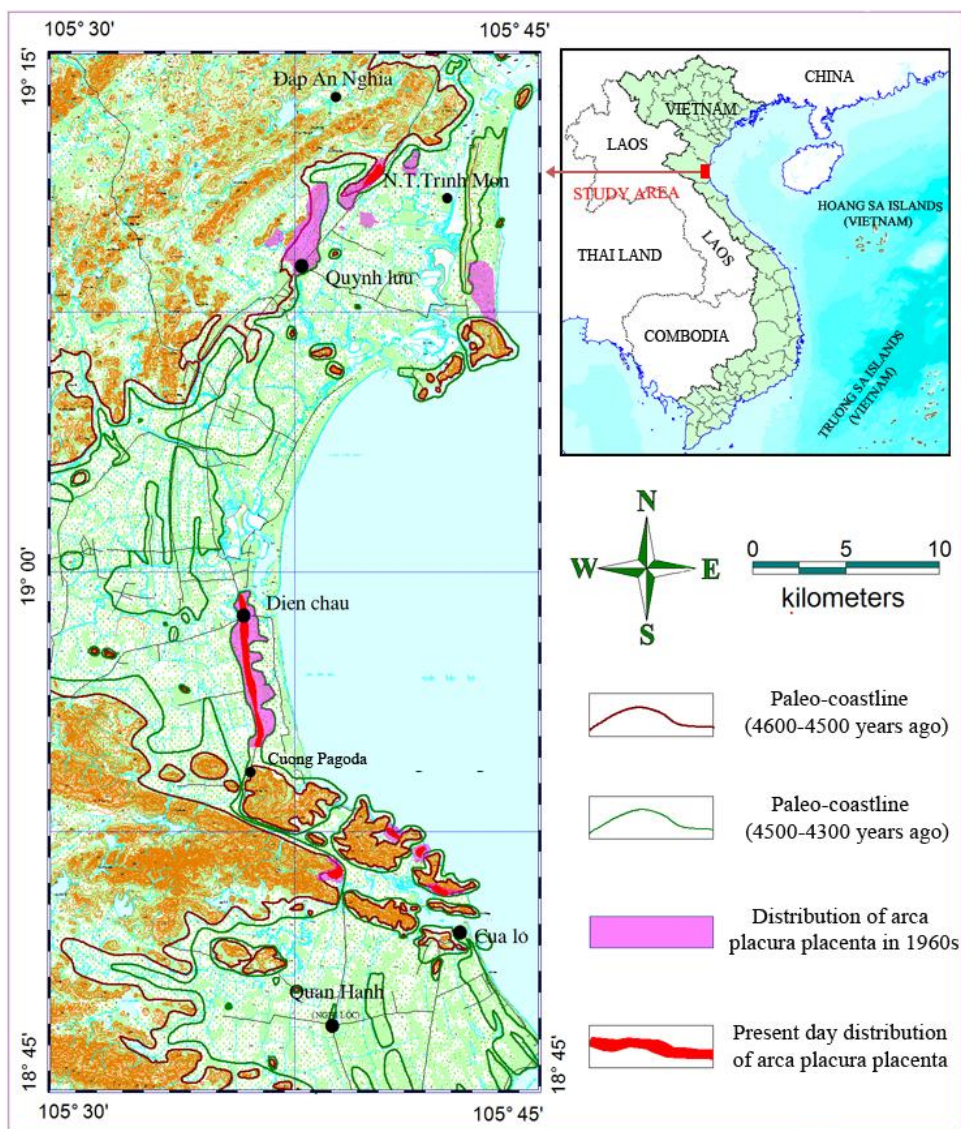 105° 30'
105° 45'
19° 15'
Đap An Nghia
N.T.Trinh Mon
Quynh lưu
19° 00'
Dien chau
Cuong Pagoda
Cua lo
Quan Hanh
18° 45'
18° 45'
105° 30'
105° 45'
CHINA
VIETNAM
LAOS
STUDY AREA
HOANG SA ISLANDS
(VIETNAM)
THAI LAND
LAOS
COMBODIA
TRUONG SA ISLANDS
(VIETNAM)
N
W
E
S
0
5
10
kilometers
Paleo-coastline
(4600-4500 years ago)
Paleo-coastline
(4500-4300 years ago)
Distribution of arca
placura placenta in 1960s
Present day distribution
of arca placura placenta